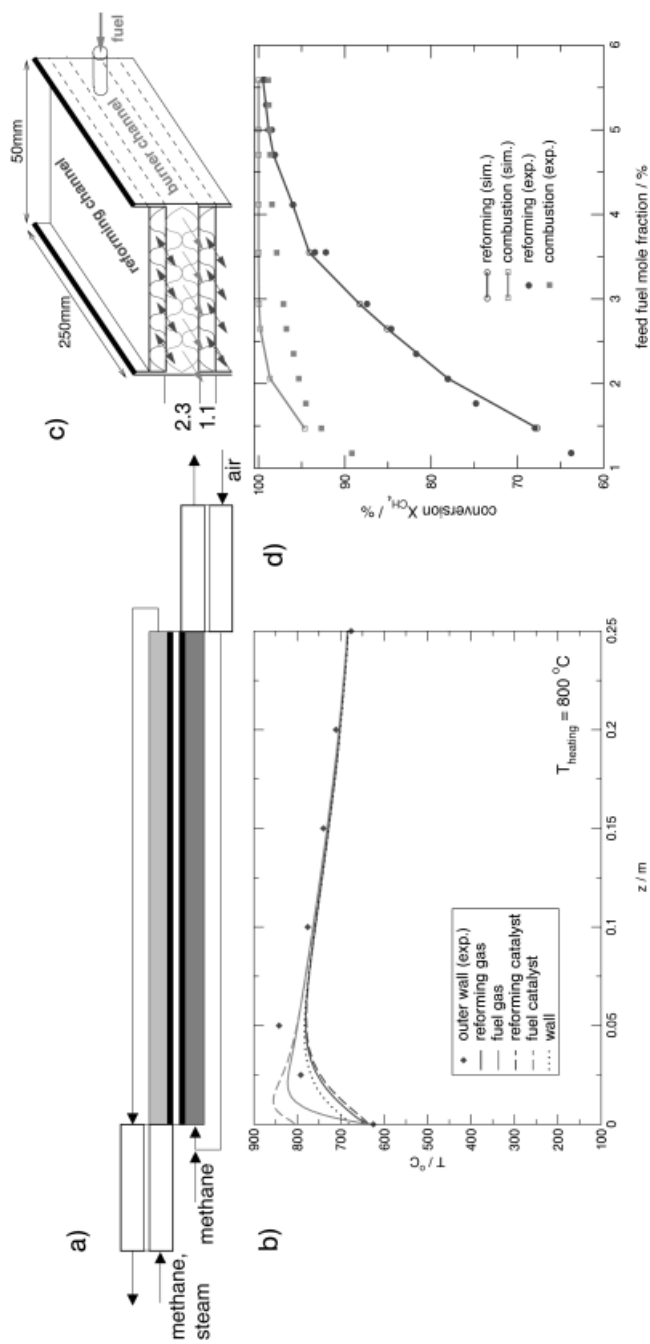 a)
methane,
steam
methane
air
b)
T / °C
900
800
700
600
500
400
300
200
100
0
0.05
0.1
0.15
0.2
0.25
z / m
outer wall (exp.)
reforming gas
fuel gas
reforming catalyst
fuel catalyst
wall
T heating = 800 °C
c)
250mm
50mm
reforming channel
burner channel
fuel
2.3
1.1
d)
conversion X CH4 / %
100
90
80
70
60
1
2
3
4
5
6
feed fuel mole fraction / %
reforming (sim.)
combustion (sim.)
reforming (exp.)
combustion (exp.)